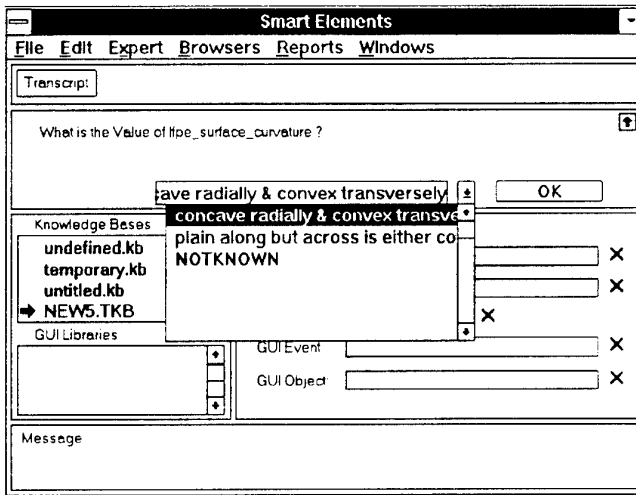 Smart Elements
File Edit Expert Browsers Reports Windows
Transcript
What is the Value of lfpe_surface_curvature ?
cave radially & convex transversely
OK
concave radially & convex transve
plain along but across is either co
NOTKNOWN
Knowledge Bases
undefined.kb
temporary.kb
untitled.kb
NEW5.TKB
GUI Libraries
GUI Event
GUI Object
Message